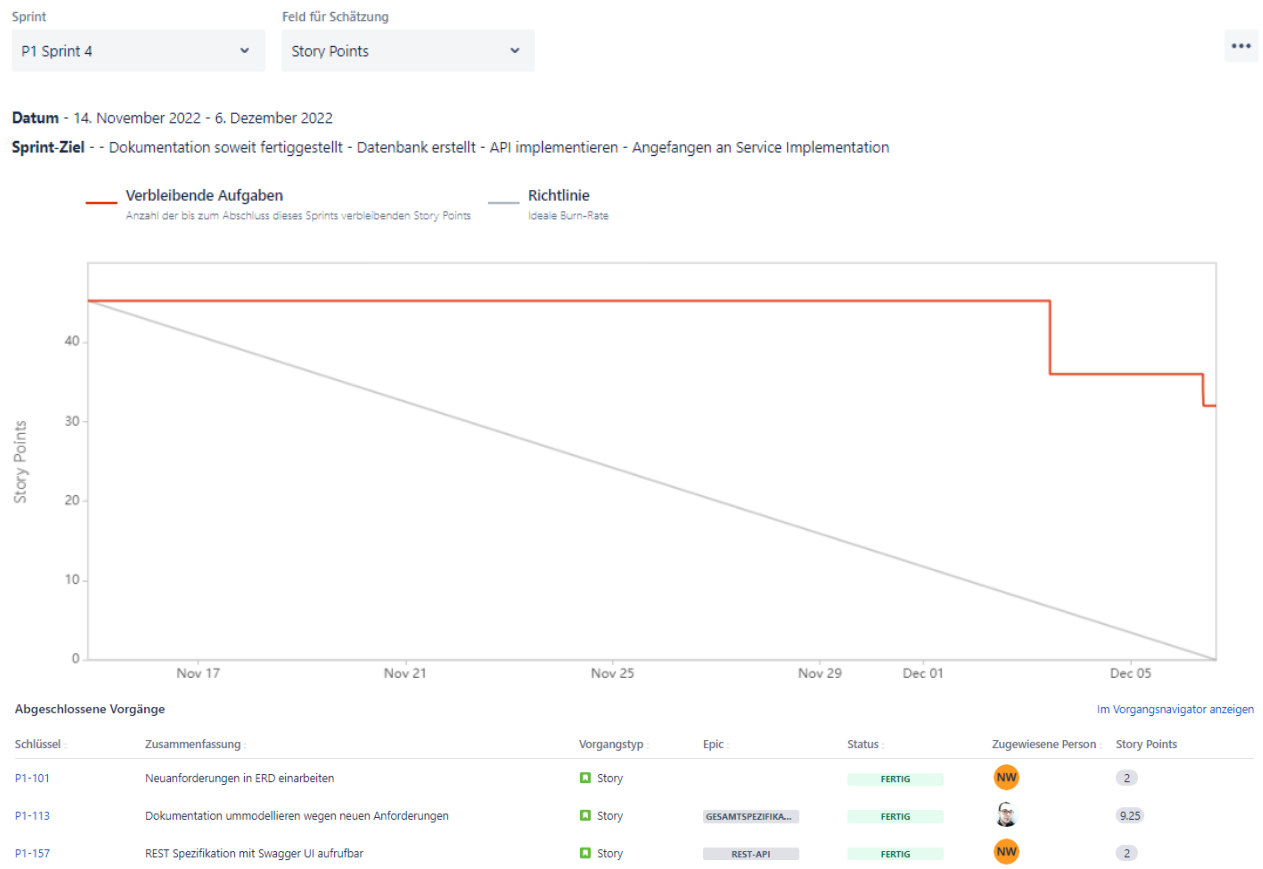 Sprint Feld für Schätzung
P1 Sprint 4 Story Points
Datum - 14. November 2022 - 6. Dezember 2022
Sprint-Ziel - - Dokumentation soweit fertiggestellt - Datenbank erstellt - API implementieren - Angefangen an Service Implementation
Verbleibende Aufgaben Richtlinie
Anzahl der bis zum Abschluss dieses Sprints verbleibenden Story Points Ideale Burn-Rate
40
30
20
10
0
Story Points
Nov 17 Nov 21 Nov 25 Nov 29 Dec 01 Dec 05
Abgeschlossene Vorgänge Im Vorgangsnavigator anzeigen
Schlüssel Zusammenfassung Vorgangstyp Epic Status Zugewiesene Person Story Points
P1-101 Neuanforderungen in ERD einarbeiten Story FERTIG NW 2
P1-113 Dokumentation ummodellieren wegen neuen Anforderungen Story GESAMTSPEZIFIKA... FERTIG 9.25
P1-157 REST Spezifikation mit Swagger UI aufrufbar Story REST-API FERTIG NW 2